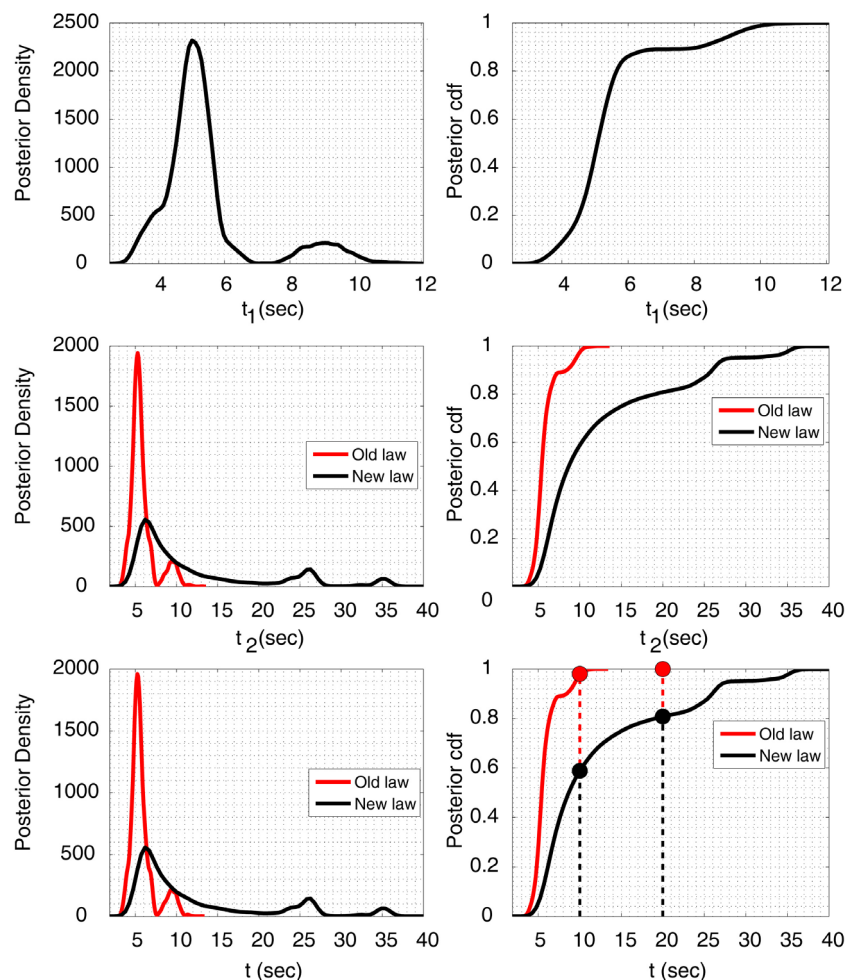 Posterior Density
2500
2000
1500
1000
500
0
4 6 8 10 12
t1(sec)
Posterior cdf
1
0.8
0.6
0.4
0.2
0
4 6 8 10 12
t1(sec)
Posterior Density
2000
1500
1000
500
0
5 10 15 20 25 30 35 40
t2(sec)
Old law
New law
Posterior cdf
1
0.8
0.6
0.4
0.2
0
5 10 15 20 25 30 35 40
t2(sec)
Old law
New law
Posterior Density
2000
1500
1000
500
0
5 10 15 20 25 30 35 40
t (sec)
Old law
New law
Posterior cdf
1
0.8
0.6
0.4
0.2
0
5 10 15 20 25 30 35 40
t (sec)
Old law
New law